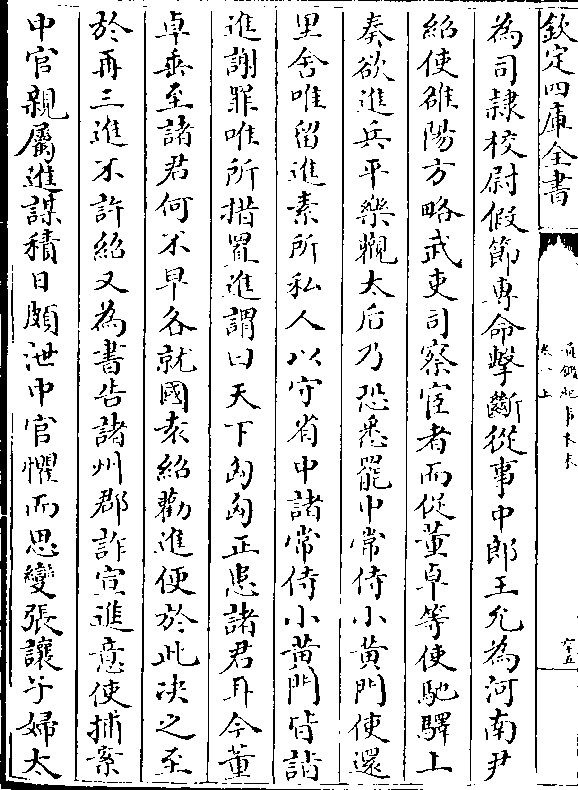 欽定四庫全書
通鑑紀事本末
卷八上
六十五
為司隸校尉假節專命擊斷從事中郎王允為河南尹
紹使雒陽方略武吏司察宦者而促董卓等使馳驛上
奏欲進兵平樂觀太后乃恐悉罷中常侍小黃門使還
里舍唯留進素所私人以守省中諸常侍小黃門皆詣
進謝罪唯所措置進謂曰天下匈匈正患諸君耳今董
卓垂至諸君何不早各就國袁紹勸進便於此決之至
於再三進不許紹又為書告諸州郡詐宣進意使捕案
中官親屬進謀積日頗泄中官懼而思變張讓子婦太